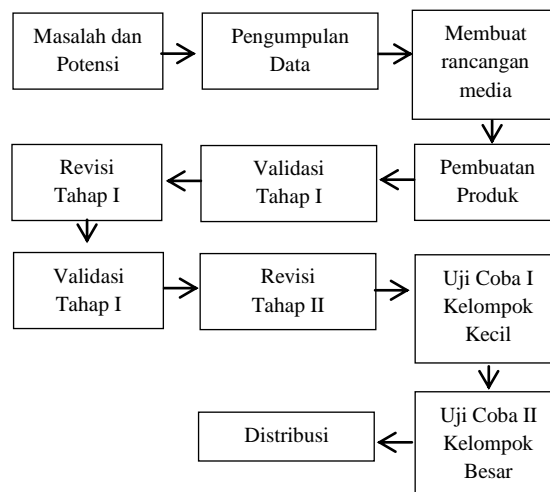 Masalah dan
Potensi
Pengumpulan
Data
Membuat
rancangan
media
Pembuatan
Produk
Validasi
Tahap I
Revisi
Tahap I
Validasi
Tahap I
Revisi
Tahap II
Uji Coba I
Kelompok
Kecil
Uji Coba II
Kelompok
Besar
Distribusi